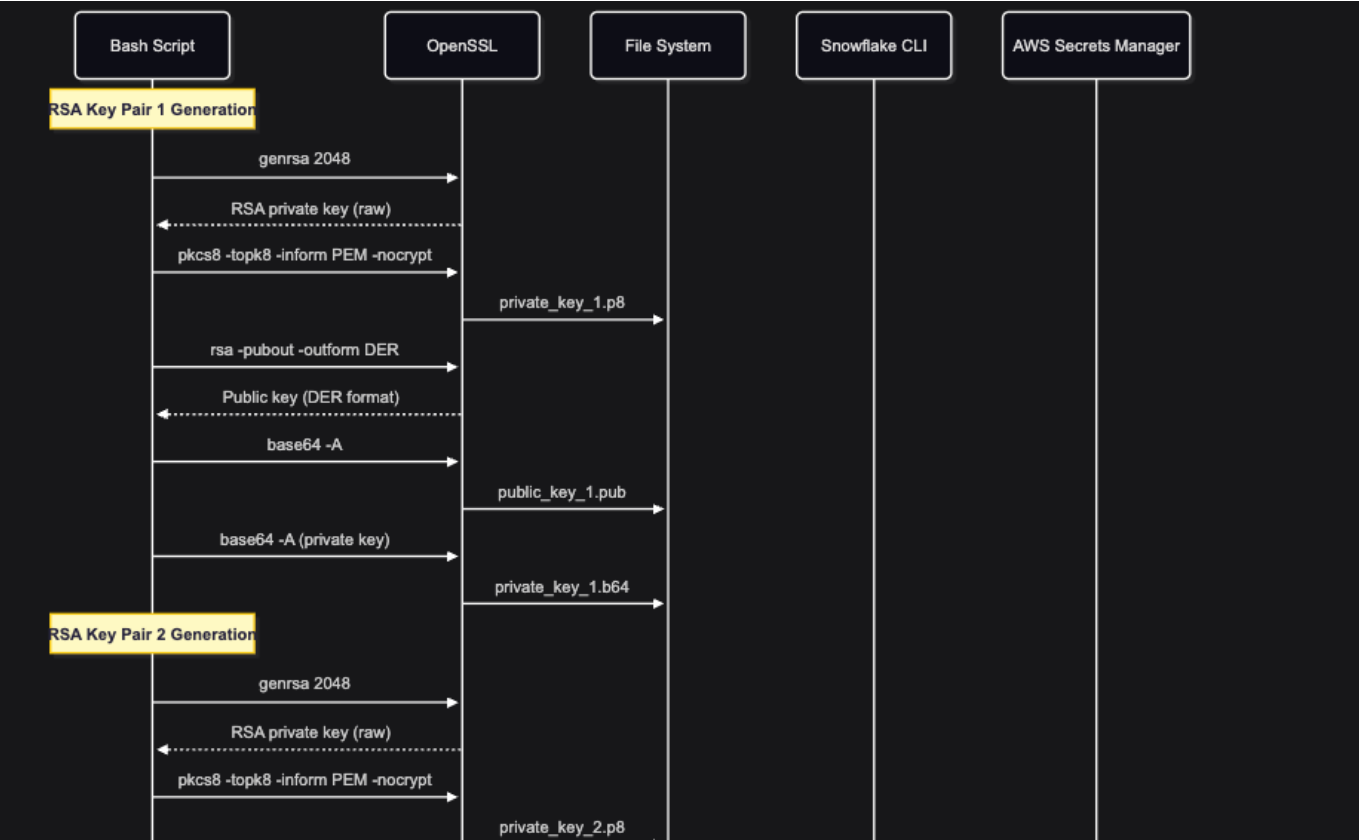 Bash Script
OpenSSL
File System
Snowflake CLI
AWS Secrets Manager
RSA Key Pair 1 Generation
genrsa 2048
RSA private key (raw)
pkcs8 -topk8 -inform PEM -nocrypt
private_key_1.p8
rsa -pubout -outform DER
Public key (DER format)
base64 -A
public_key_1.pub
base64 -A (private key)
private_key_1.b64
RSA Key Pair 2 Generation
genrsa 2048
RSA private key (raw)
pkcs8 -topk8 -inform PEM -nocrypt
private_key_2.p8